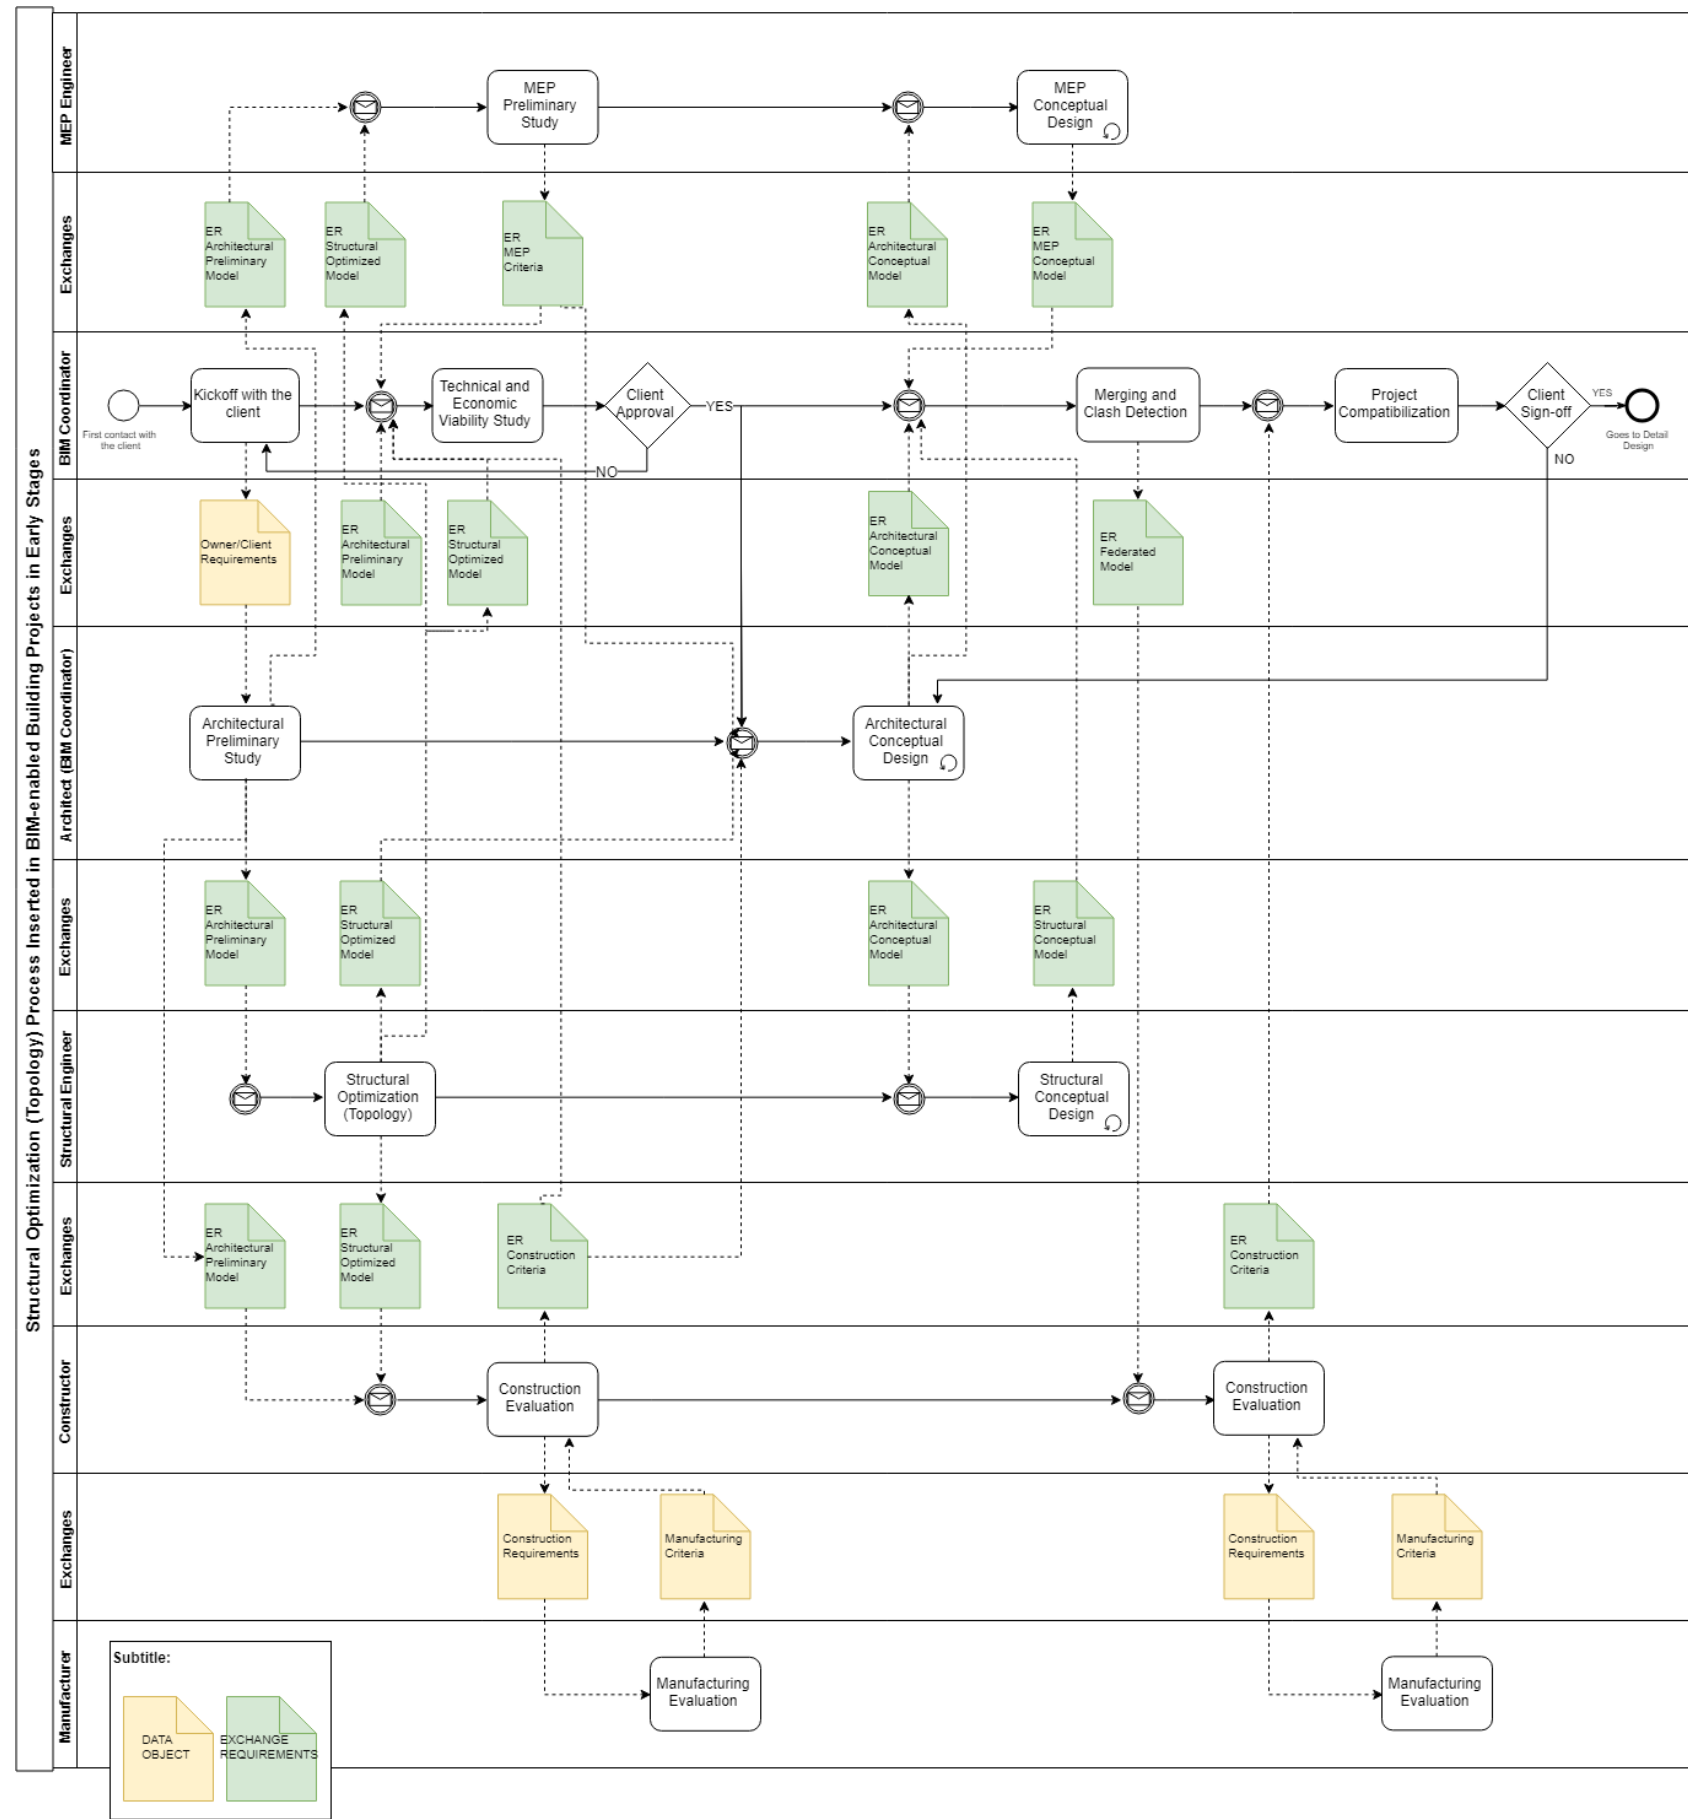 Structural Optimization (Topology) Process Inserted in BIM-enable Building Projects in Early Stages
MEP Engineer
MEP
Preliminary
Study
MEP
Conceptual
Design
Exchanges
ER
Architectural
Preliminary
Model
ER
Structural
Optimized
Model
ER
MEP
Criteria
ER
Architectural
Conceptual
Model
ER
MEP
Conceptual
Model
BIM Coordinator
First contact with
the client
Kickoff with the
client
Technical and
Economic
Viability Study
Client
Approval
YES
NO
Merging and
Clash Detection
Project
Compatibilization
Client
Sign-off
YES
NO
Goes to Detail
Design
Exchanges
Owner/Client
Requirements
ER
Architectural
Preliminary
Model
ER
Structural
Optimized
Model
ER
Architectural
Conceptual
Model
ER
Federated
Model
Architect (BIM Coordinator)
Architectural
Preliminary
Study
Architectural
Conceptual
Design
Exchanges
ER
Architectural
Preliminary
Model
ER
Structural
Optimized
Model
ER
Architectural
Conceptual
Model
ER
Structural
Conceptual
Model
Structural Engineer
Structural
Optimization
(Topology)
Structural
Conceptual
Design
Exchanges
ER
Architectural
Preliminary
Model
ER
Structural
Optimized
Model
ER
Construction
Criteria
ER
Construction
Criteria
Constructor
Construction
Evaluation
Construction
Evaluation
Exchanges
Construction
Requirements
Manufacturing
Criteria
Construction
Requirements
Manufacturing
Criteria
Manufacturer
Manufacturing
Evaluation
Manufacturing
Evaluation
Subtitle:
DATA
OBJECT
EXCHANGE
REQUIREMENTS